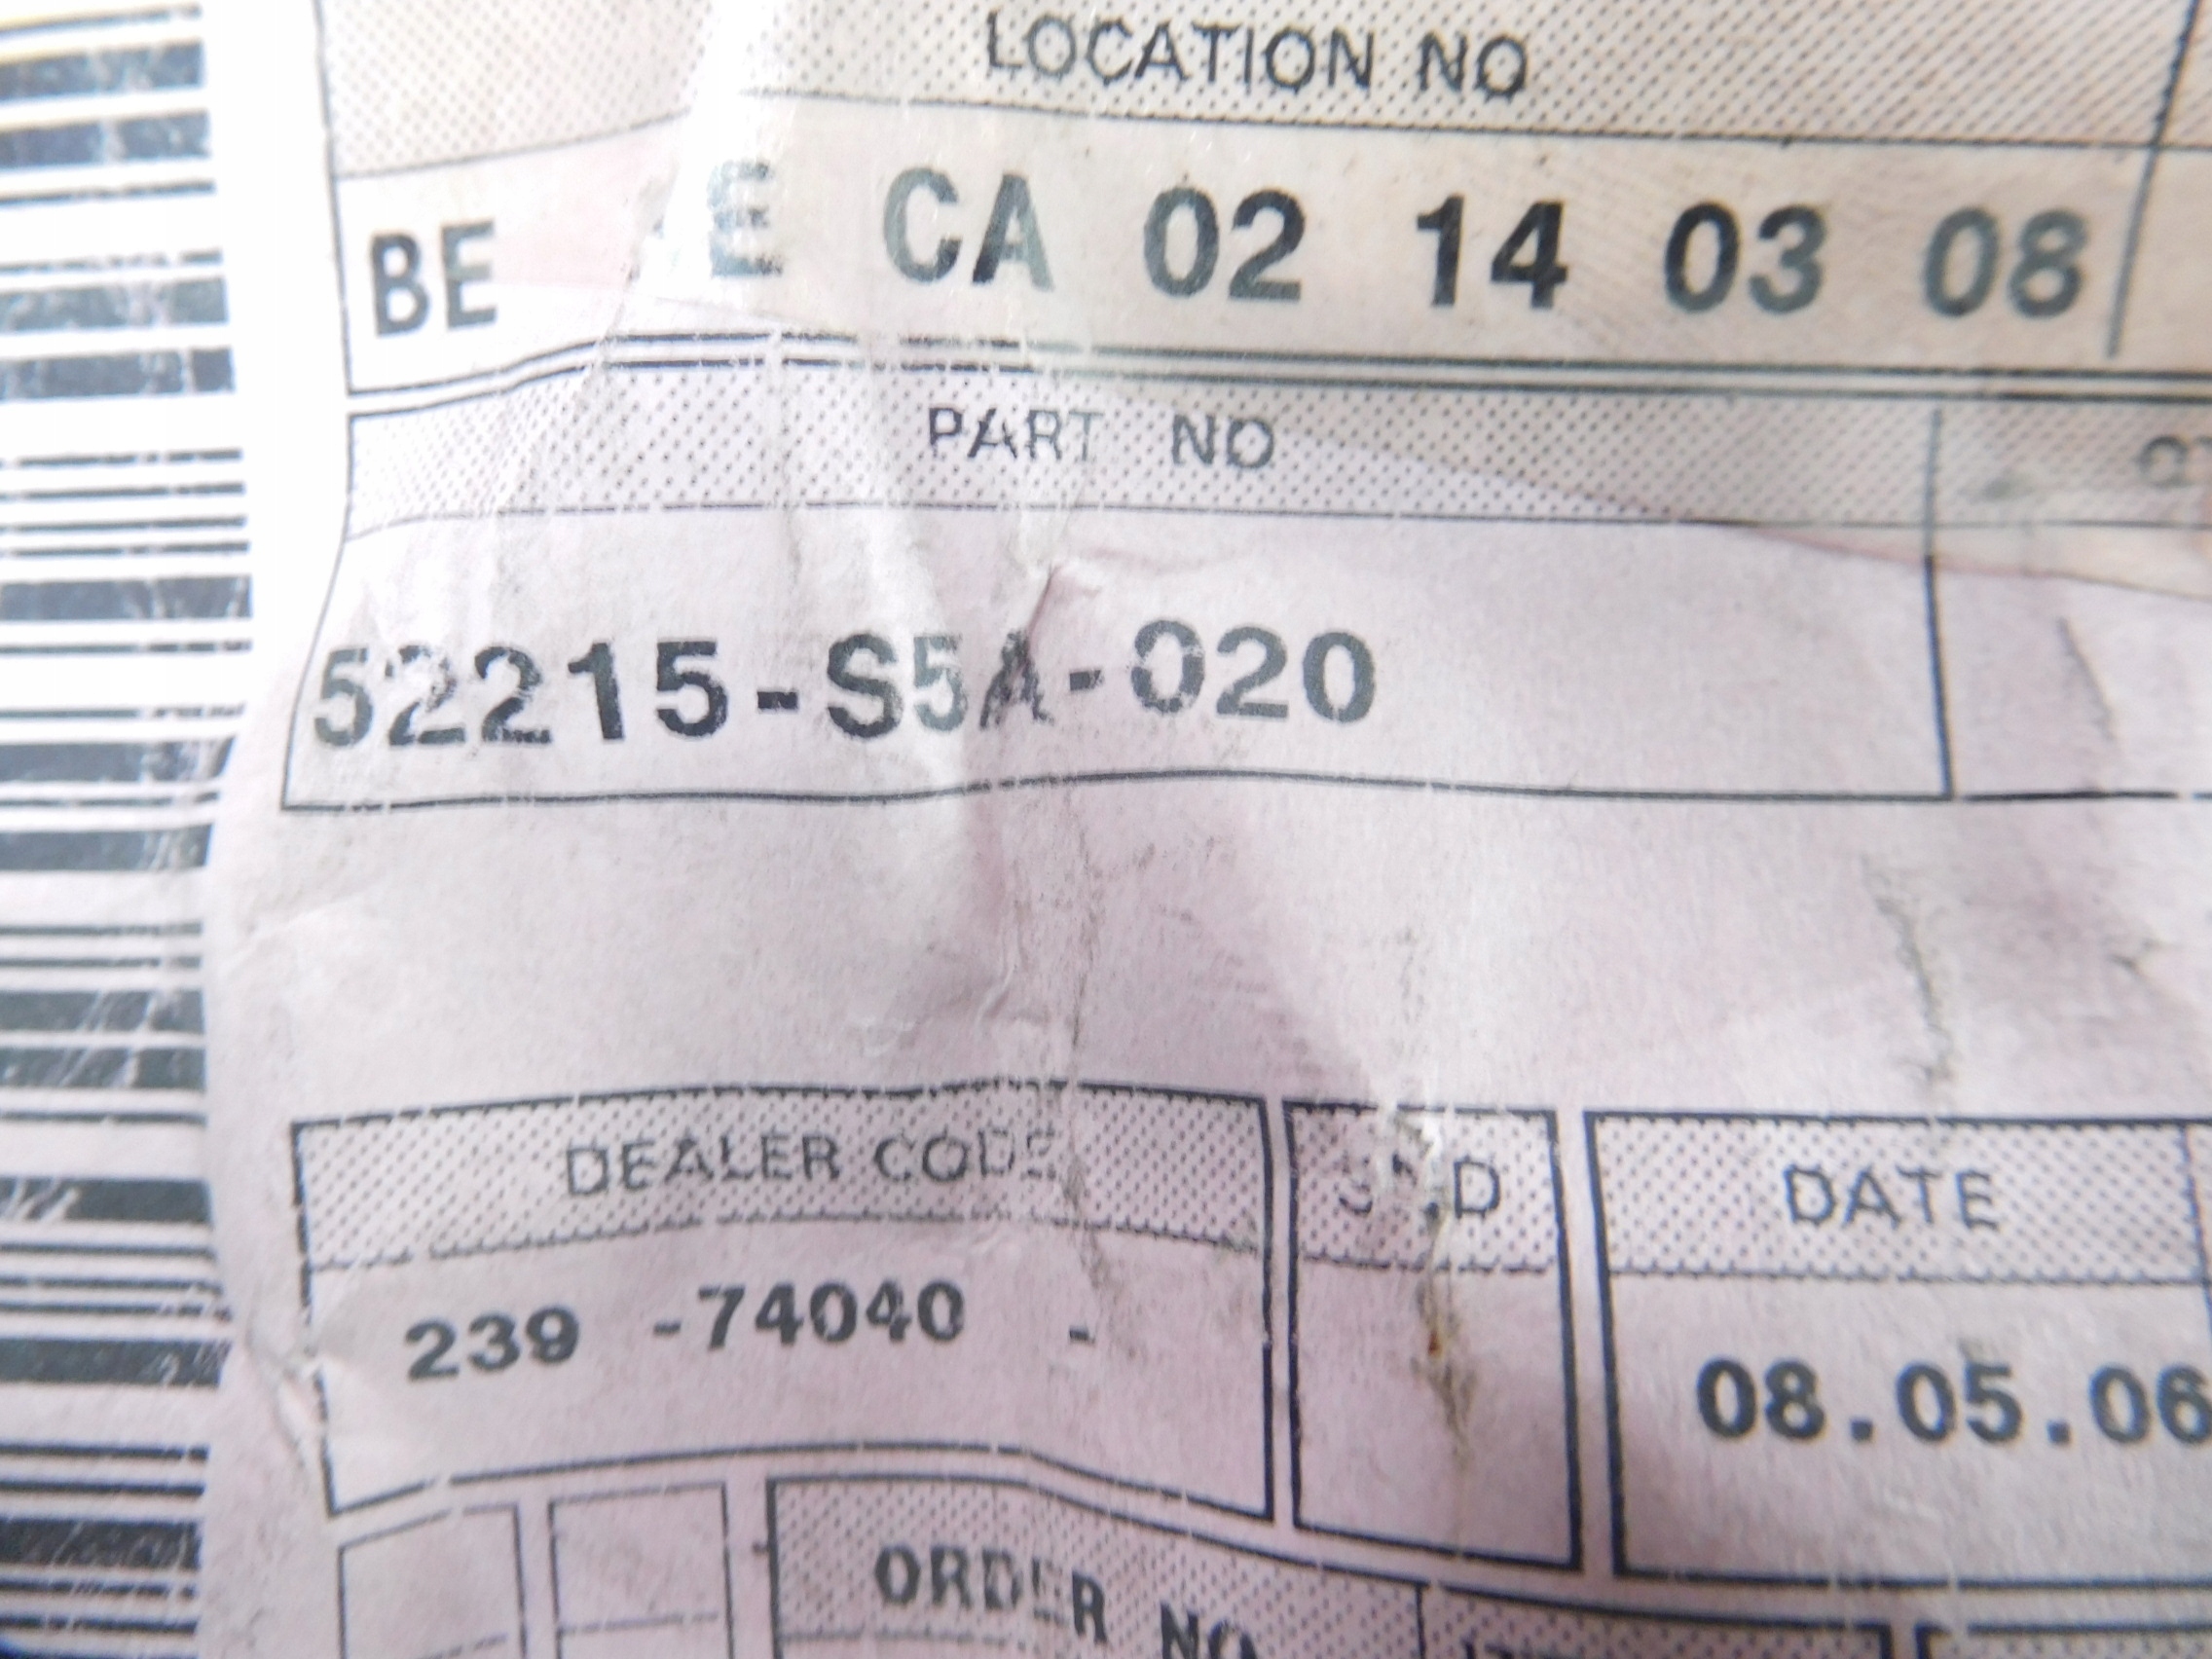 LOCATION NO
BE E CA 02 14 03 08
PART NO
52215-S5A-020
DEALER CODE DATE
239 -74040 - 08.05.06
ORDER NO